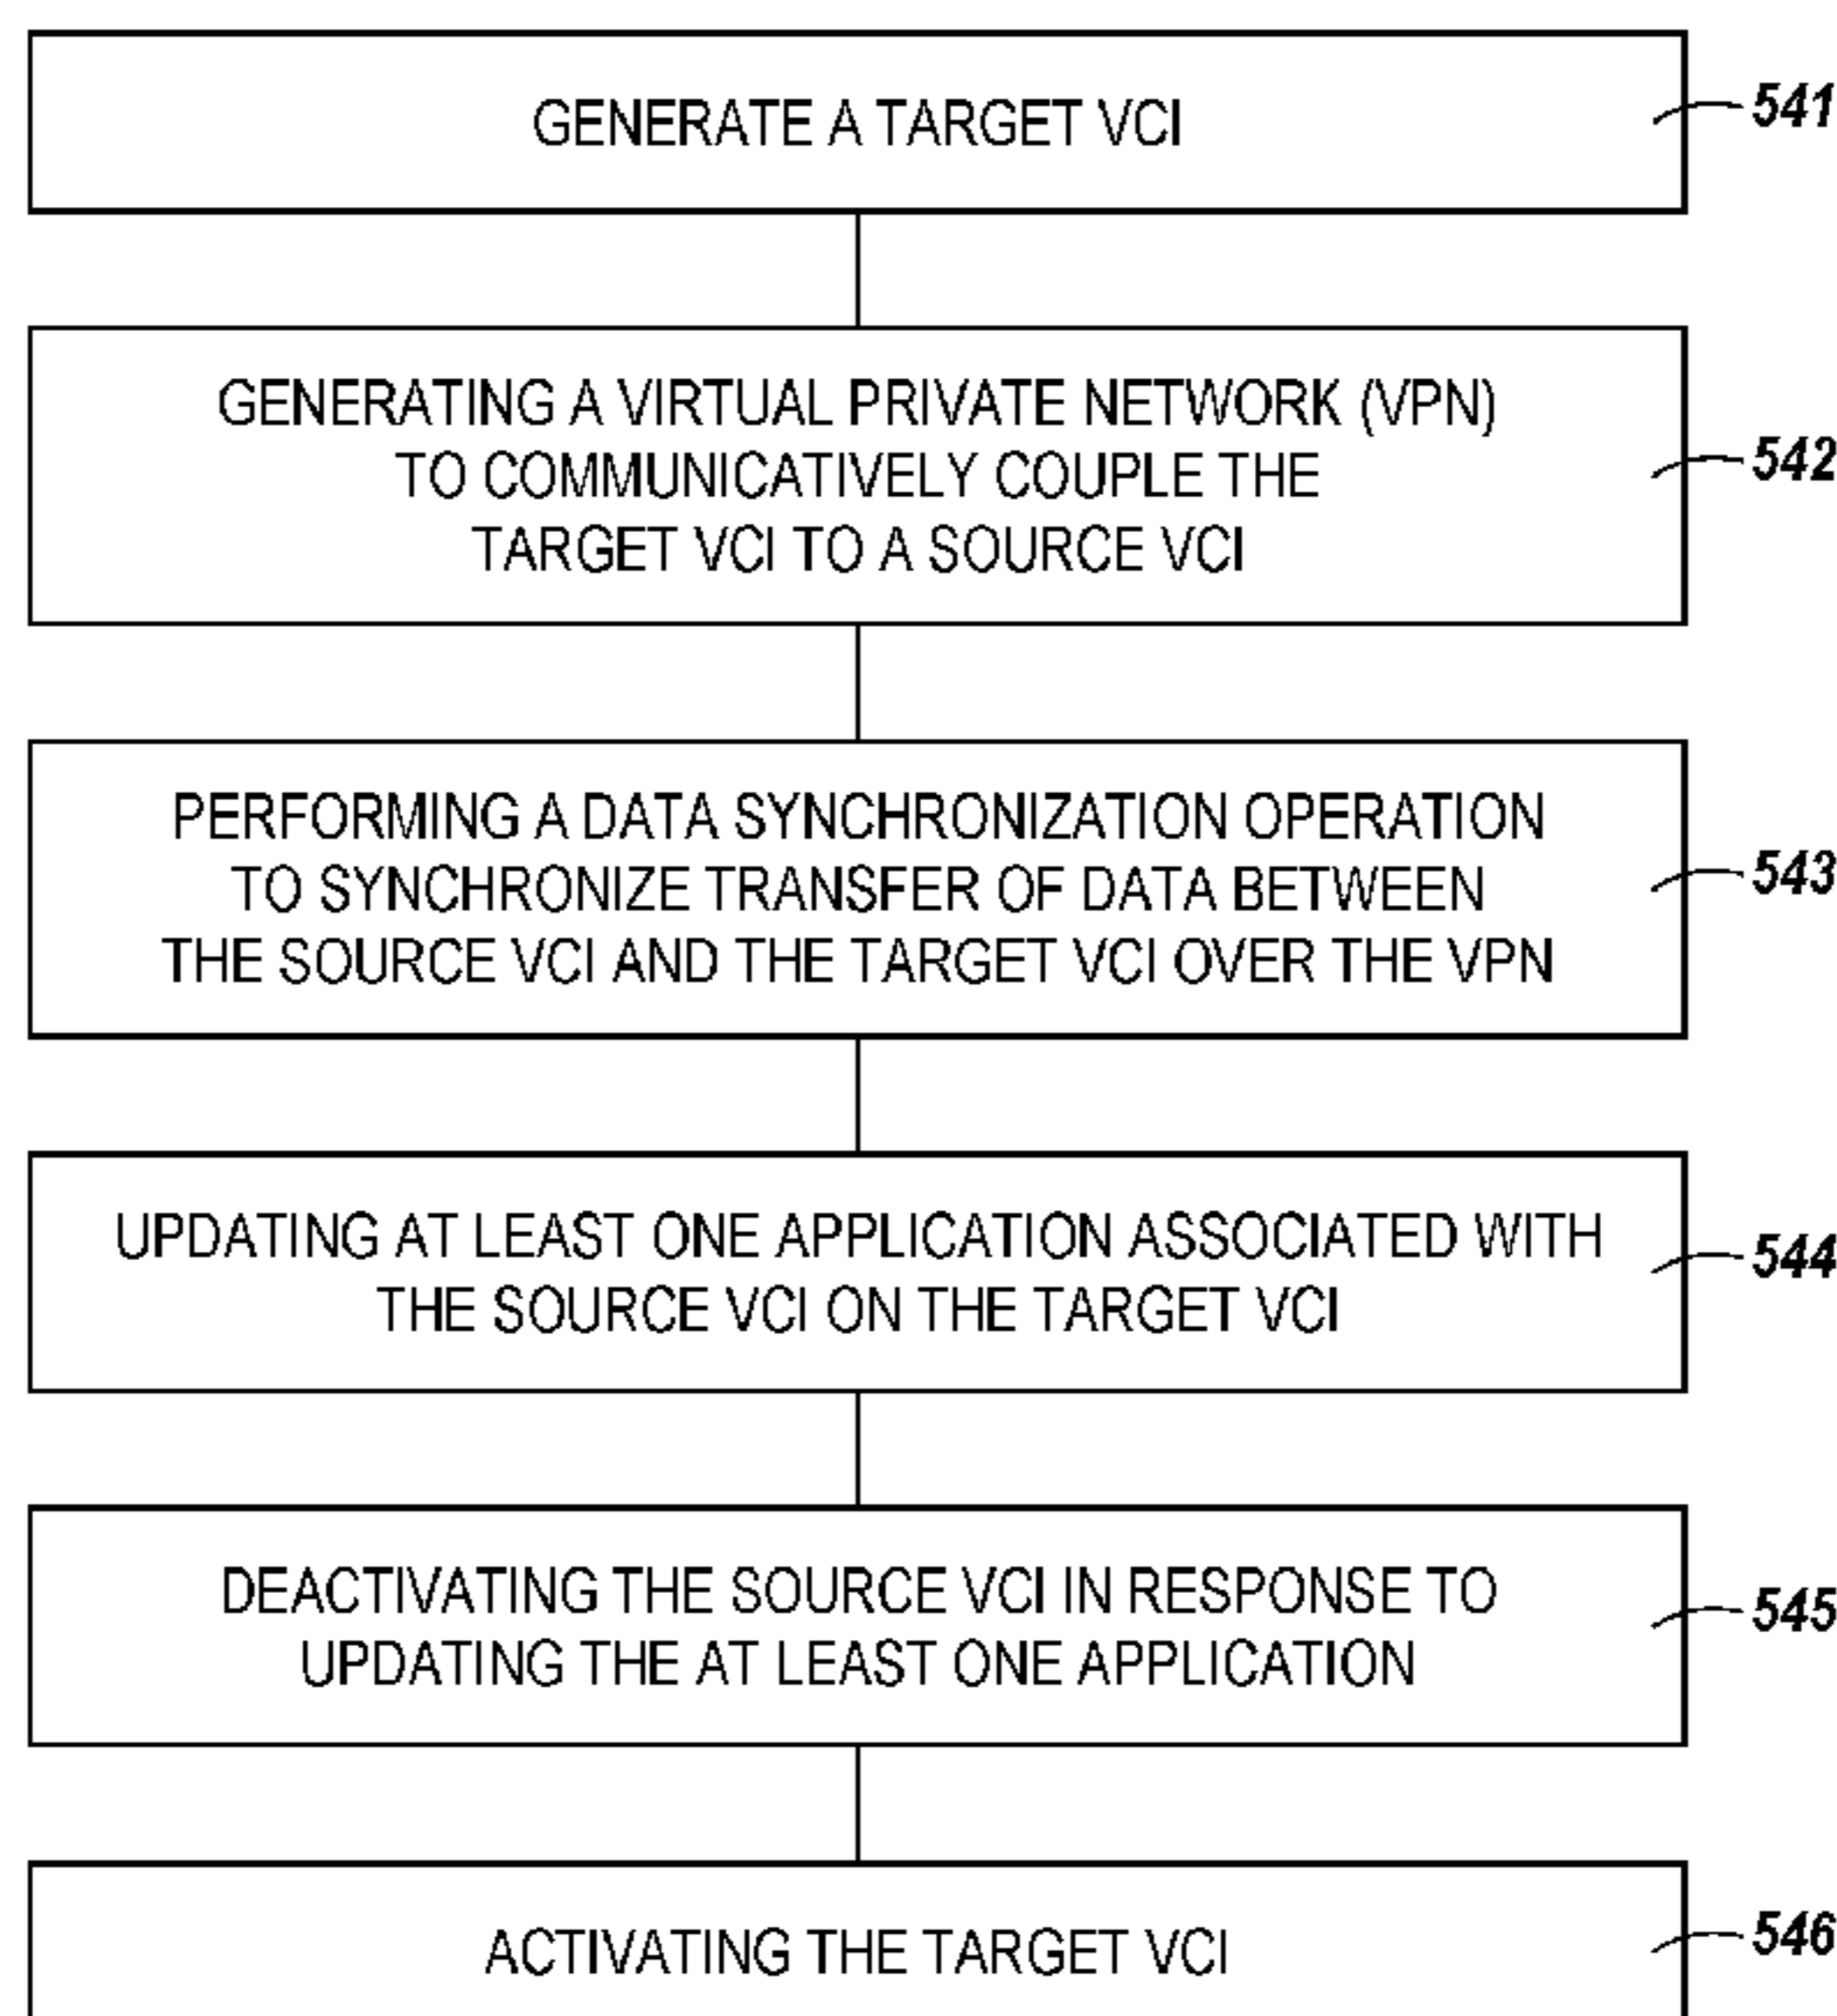 GENERATE A TARGET VCI
541
GENERATING A VIRTUAL PRIVATE NETWORK (VPN)
TO COMMUNICATIVELY COUPLE THE
TARGET VCI TO A SOURCE VCI
542
PERFORMING A DATA SYNCHRONIZATION OPERATION
TO SYNCHRONIZE TRANSFER OF DATA BETWEEN
THE SOURCE VCI AND THE TARGET VCI OVER THE VPN
543
UPDATING AT LEAST ONE APPLICATION ASSOCIATED WITH
THE SOURCE VCI ON THE TARGET VCI
544
DEACTIVATING THE SOURCE VCI IN RESPONSE TO
UPDATING THE AT LEAST ONE APPLICATION
545
ACTIVATING THE TARGET VCI
546